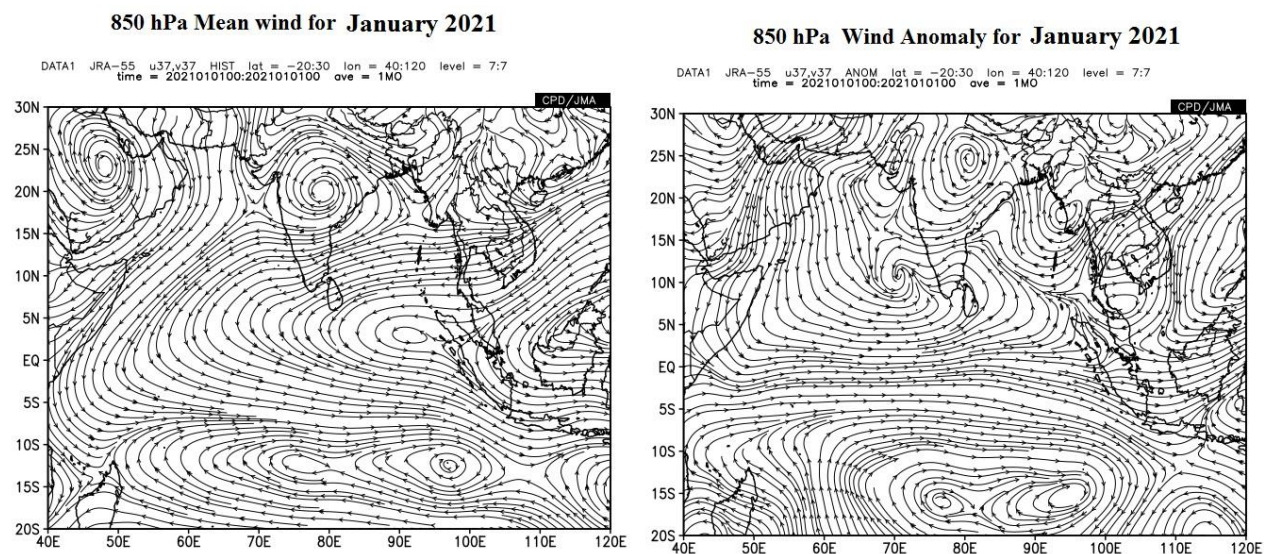 850 hPa Mean wind for January 2021
DATA1 JRA-55 u37,v37 HIST lat = -20:30 lon = 40:120 level = 7:7
time = 2021010100:2021010100 ave = 1MO
CPD/JMA
30N
25N
20N
15N
10N
5N
EQ
5S
10S
15S
20S
40E 50E 60E 70E 80E 90E 100E 110E 120E
850 hPa Wind Anomaly for January 2021
DATA1 JRA-55 u37,v37 ANOM lat = -20:30 lon = 40:120 level = 7:7
time = 2021010100:2021010100 ave = 1MO
CPD/JMA
30N
25N
20N
15N
10N
5N
EQ
5S
10S
15S
20S
40E 50E 60E 70E 80E 90E 100E 110E 120E